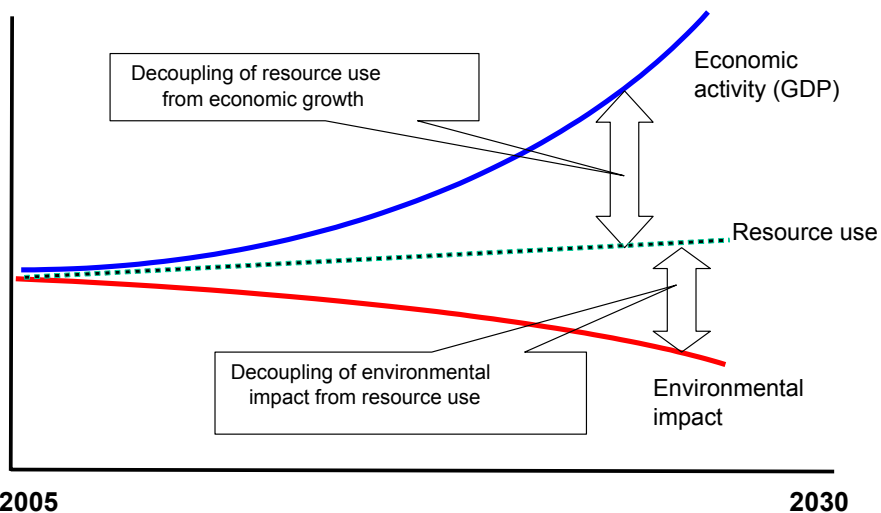 Decoupling of resource use
from economic growth
Economic
activity (GDP)
Resource use
Decoupling of environmental
impact from resource use
Environmental
impact
2005
2030